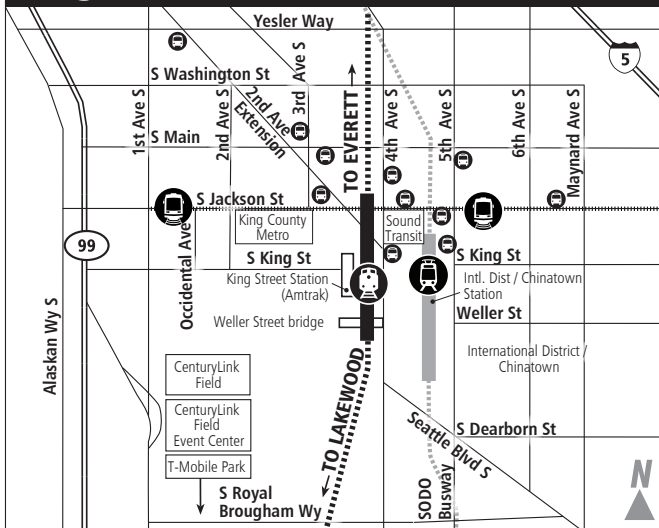 Yesler Way
5
S Washington St
1st Ave S
2nd Ave S
2nd Ave
Extension
3rd Ave S
TO EVERETT
4th Ave S
5th Ave S
6th Ave S
Maynard Ave S
S Main
S Jackson St
King County
Metro
Sound
Transit
99
Occidental Ave
S King St
S King St
King Street Station
(Amtrak)
Intl. Dist / Chinatown
Station
Weller Street bridge
Weller St
Alaskan Wy S
International District /
Chinatown
CenturyLink
Field
TO LAKEWOOD
CenturyLink
Field
Event Center
Seattle Blvd S
S Dearborn St
T-Mobile Park
S Royal
Brougham Wy
SODO
Busway
N